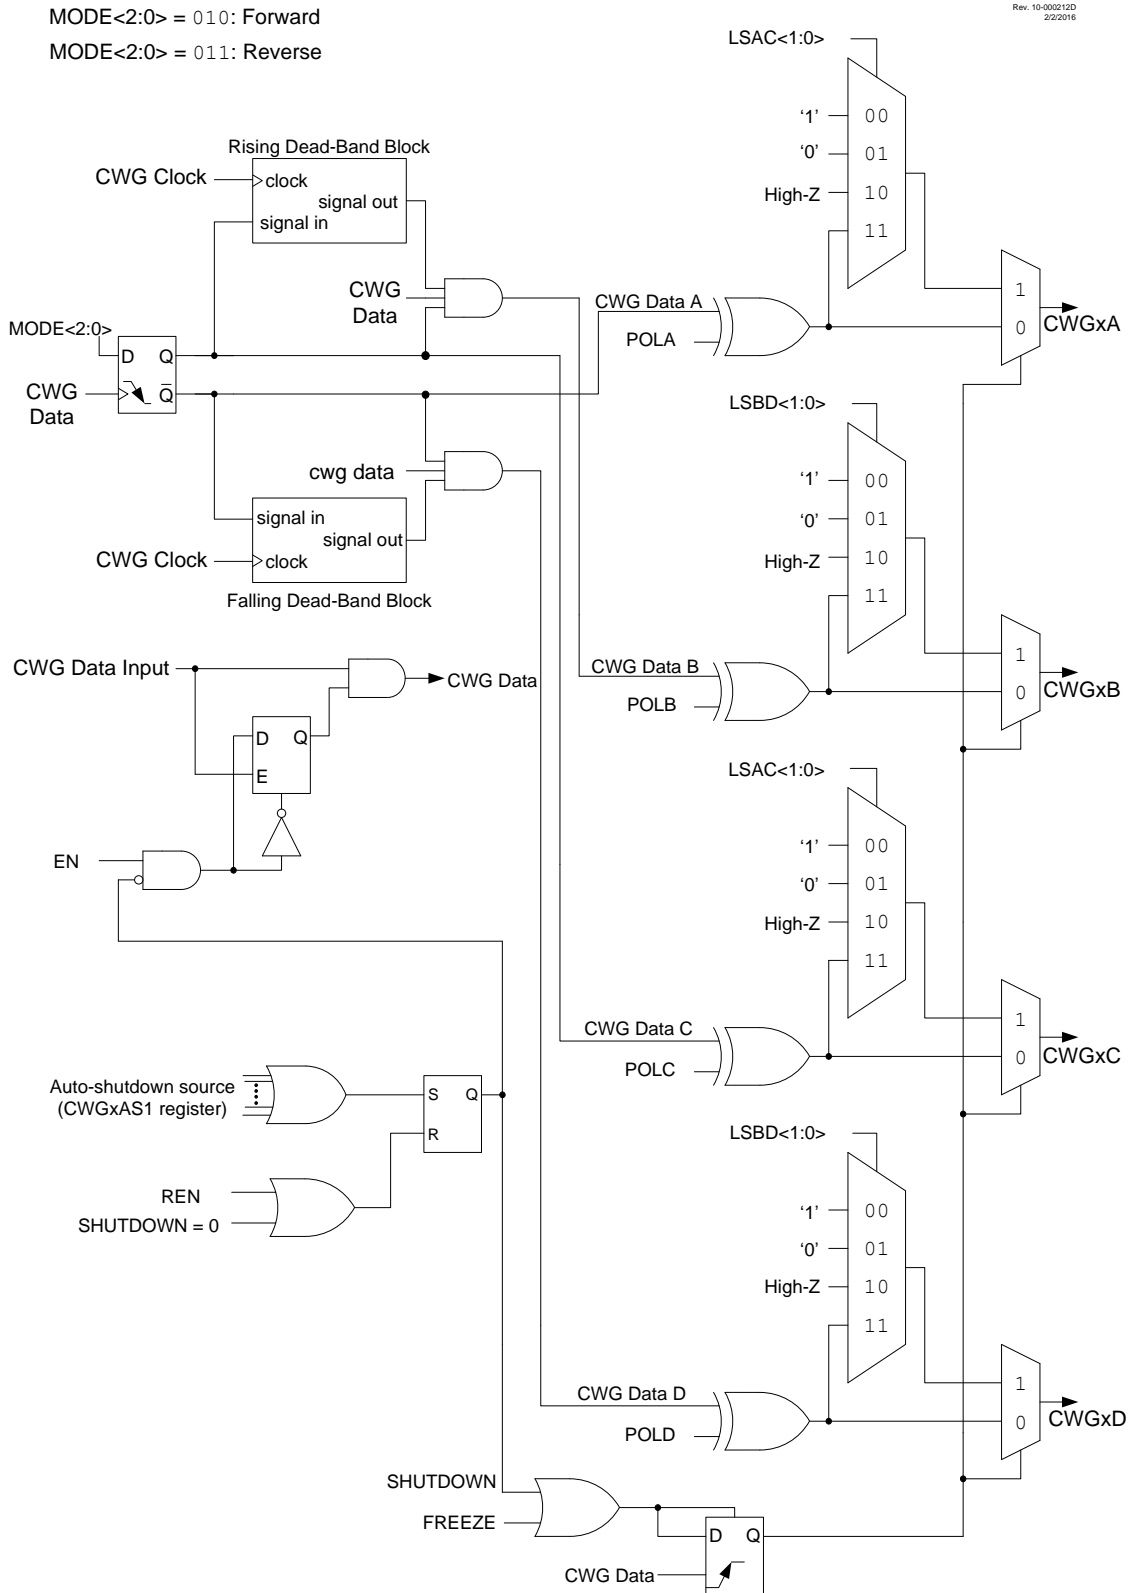 MODE<2:0> = 010: Forward
MODE<2:0> = 011: Reverse
Rev. 10-000212D
2/2/2016
LSAC<1:0>
'1'
00
'0'
01
High-Z
10
11
1
0
CWGxA
Rising Dead-Band Block
CWG Clock
clock
signal out
signal in
CWG
Data
CWG Data A
POLA
MODE<2:0>
D
Q
Q
CWG
Data
cwg data
signal in
signal out
CWG Clock
clock
Falling Dead-Band Block
LSBD<1:0>
'1'
00
'0'
01
High-Z
10
11
1
0
CWGxB
CWG Data B
POLB
CWG Data Input
CWG Data
D
Q
E
EN
LSAC<1:0>
'1'
00
'0'
01
High-Z
10
11
1
0
CWGxC
CWG Data C
POLC
Auto-shutdown source
(CWGxAS1 register)
S
Q
R
REN
SHUTDOWN = 0
LSBD<1:0>
'1'
00
'0'
01
High-Z
10
11
1
0
CWGxD
CWG Data D
POLD
SHUTDOWN
FREEZE
D
Q
CWG Data